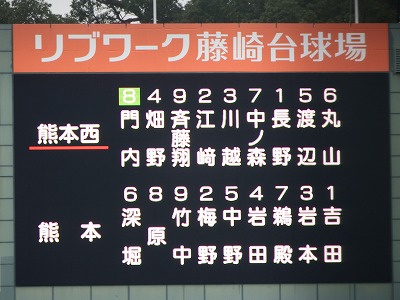 リブワーク藤崎台球場
熊本西
8 4 9 2 3 7 1 5 6
門内 畑野 斉藤翔 江崎 川越 中ノ森 長野 渡辺 丸山
熊本
6 8 9 2 5 4 7 3 1
深堀 原 竹中 梅野 中野 岩田 鵜殿 岩本 吉田